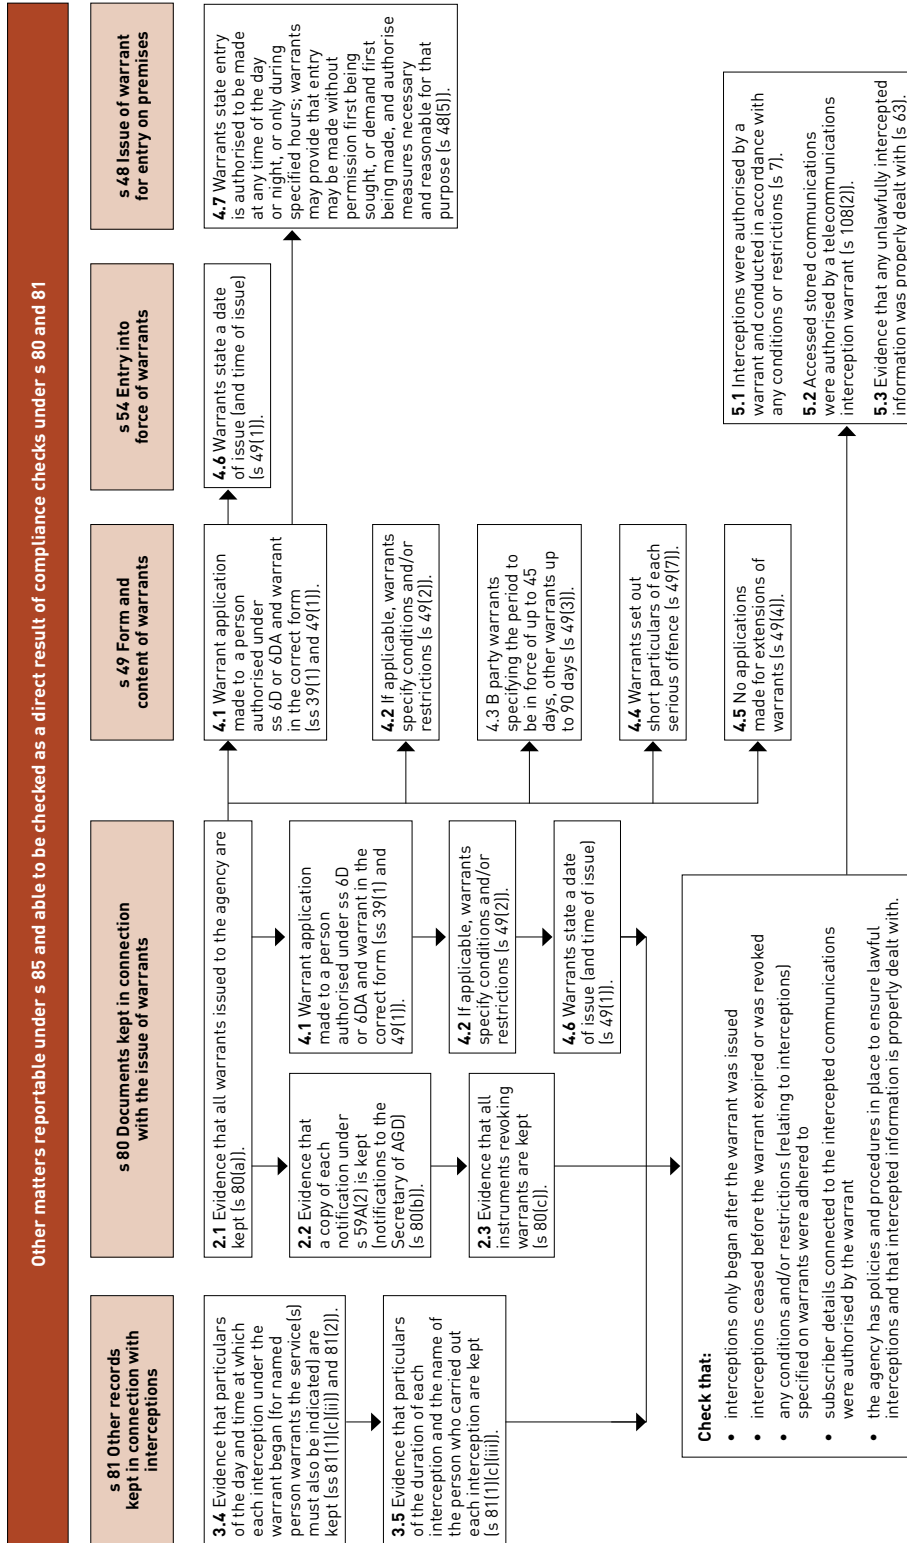 Other matters reportable under s 85 and able to be checked as a direct result of compliance checks under s 80 and 81
s 81 Other records
kept in connection with
interceptions
s 80 Documents kept in connection
with the issue of warrants
s 49 Form and
content of warrants
s 54 Entry into
force of warrants
s 48 Issue of warrant
for entry on premises
3.4 Evidence that particulars
of the day and time at which
each interception under the
warrant began (for named
person warrants the service(s)
must also be indicated) are
kept (ss 81(1)(c)(ii) and 81(2)).
3.5 Evidence that particulars
of the duration of each
interception and the name of
the person who carried out
each interception are kept
(s 81(1)(c)(iii)).
2.1 Evidence that all warrants issued to the agency are
kept (s 80(a)).
2.2 Evidence that
a copy of each
notification under
s 59A(2) is kept
(notifications to the
Secretary of AGD)
(s 80(b)).
2.3 Evidence that all
instruments revoking
warrants are kept
(s 80(c)).
4.1 Warrant application
made to a person
authorised under ss 6D
or 6DA and warrant in the
correct form (ss 39(1) and
49(1)).
4.2 If applicable, warrants
specify conditions and/or
restrictions (s 49(2)).
4.6 Warrants state a date
of issue (and time of issue)
(s 49(1)).
4.1 Warrant application
made to a person
authorised under
ss 6D or 6DA and warrant
in the correct form
(ss 39(1) and 49(1)).
4.2 If applicable, warrants
specify conditions and/or
restrictions (s 49(2)).
4.3 B party warrants
specifying the period to
be in force of up to 45
days, other warrants up
to 90 days (s 49(3)).
4.4 Warrants set out
short particulars of each
serious offence (s 49(7)).
4.5 No applications
made for extensions of
warrants (s 49(4)).
4.6 Warrants state a date
of issue (and time of issue)
(s 49(1)).
4.7 Warrants state entry
is authorised to be made
at any time of the day
or night, or only during
specified hours; warrants
may provide that entry
may be made without
permission first being
sought, or demand first
being made, and authorise
measures necessary
and reasonable for that
purpose (s 48(5)).
Check that:
• interceptions only began after the warrant was issued
• interceptions ceased before the warrant expired or was revoked
• any conditions and/or restrictions (relating to interceptions)
specified on warrants were adhered to
• subscriber details connected to the intercepted communications
were authorised by the warrant
• the agency has policies and procedures in place to ensure lawful
interceptions and that intercepted information is properly dealt with.
5.1 Interceptions were authorised by a
warrant and conducted in accordance with
any conditions or restrictions (s 7).
5.2 Accessed stored communications
were authorised by a telecommunications
interception warrant (s 108(2)).
5.3 Evidence that any unlawfully intercepted
information was properly dealt with (s 63).